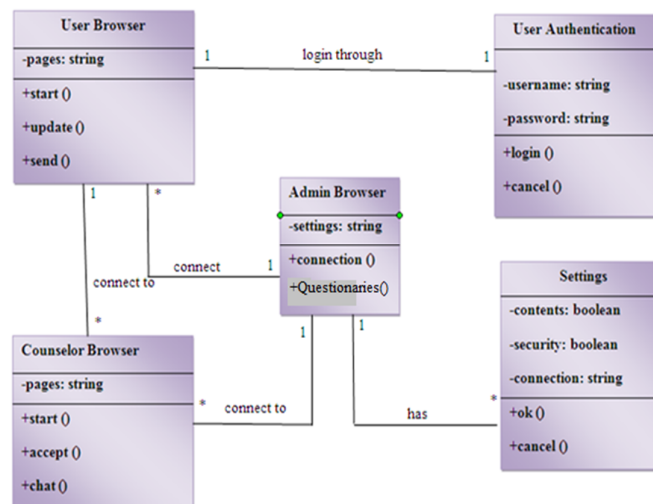 User Browser
-pages: string
+start ()
+update ()
+send ()
1
login through
1
User Authentication
-username: string
-password: string
+login ()
+cancel ()
1
*
connect
1
connect to
*
Admin Browser
-settings: string
+connection ()
+Questionaries()
1
1
Settings
-contents: boolean
-security: boolean
-connection: string
+ok ()
+cancel ()
Counselor Browser
-pages: string
+start ()
+accept ()
+chat ()
*
connect to
has
*